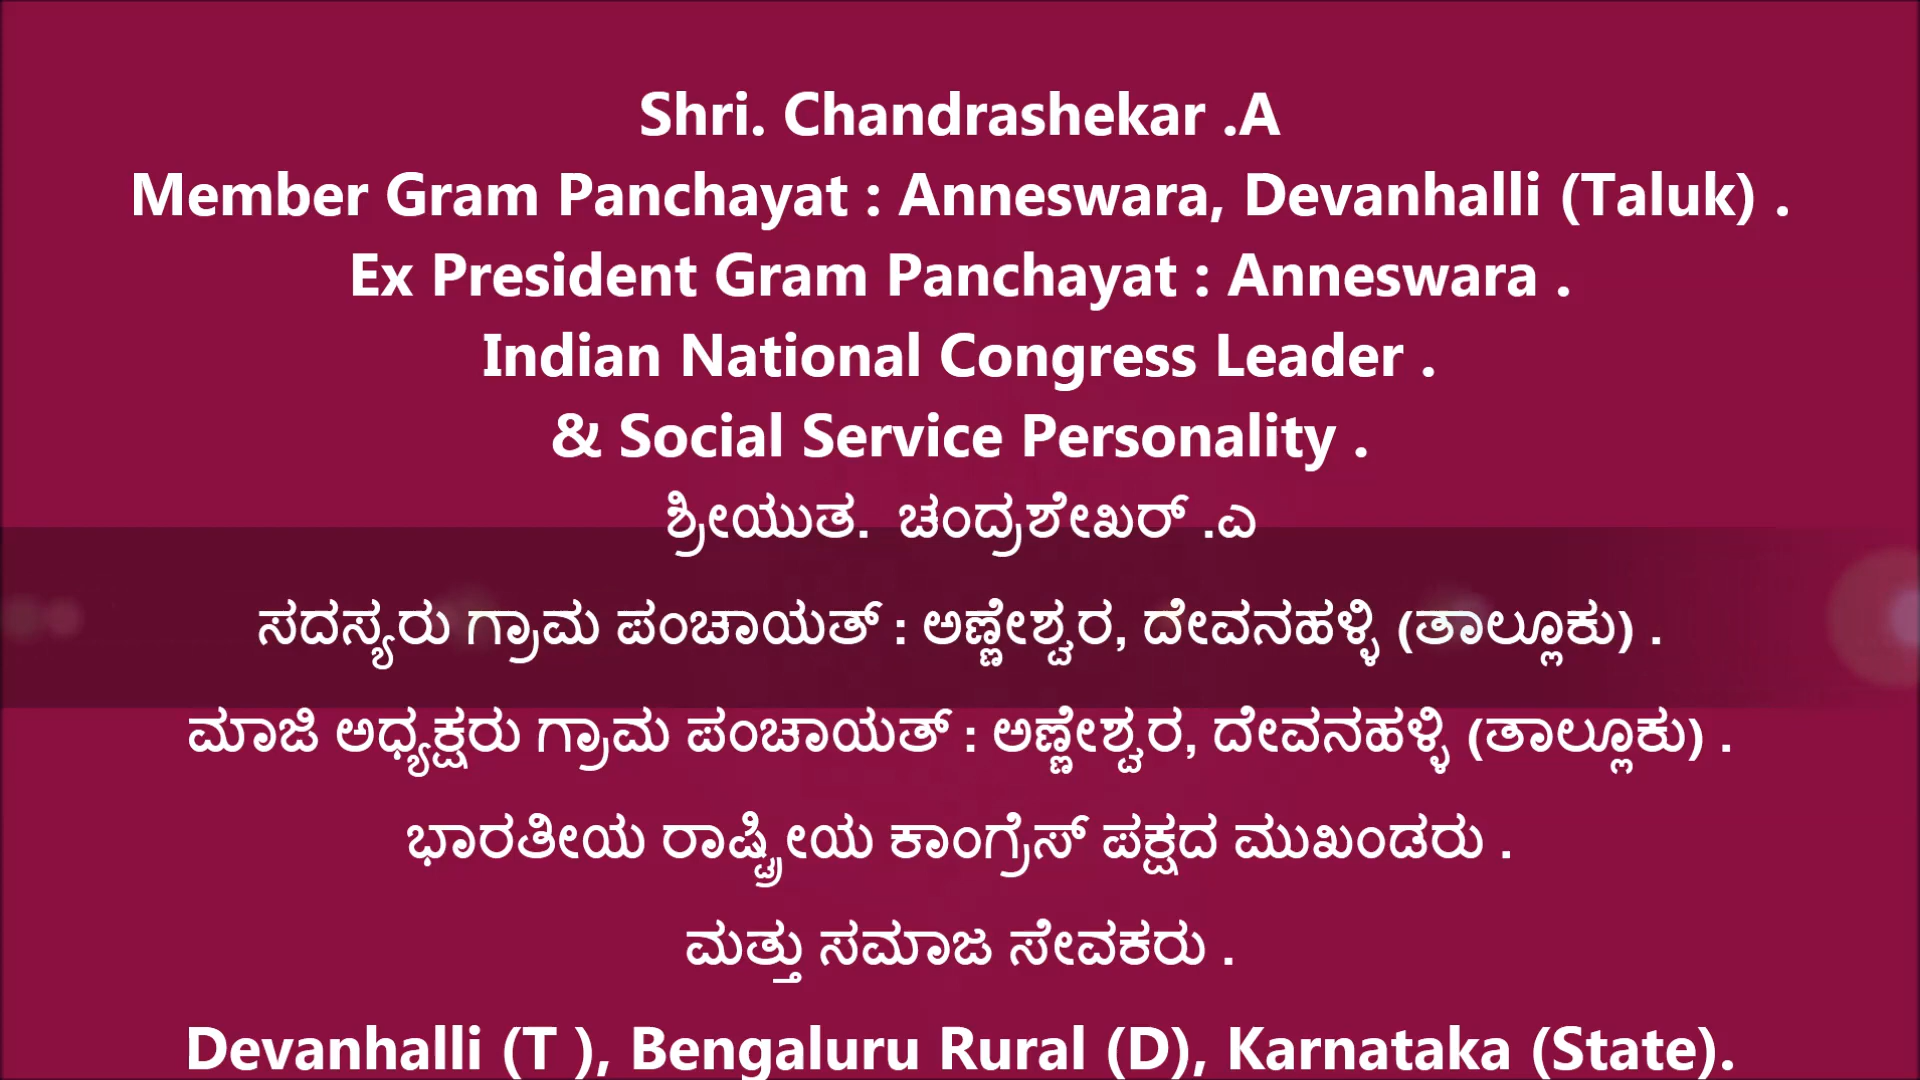 Shri. Chandrashekar .A
Member Gram Panchayat : Anneswara, Devanhalli (Taluk) .
Ex President Gram Panchayat : Anneswara .
Indian National Congress Leader .
& Social Service Personality .
ಶ್ರೀಯುತ. ಚಂದ್ರಶೇಖರ್ .ಎ
ಸದಸ್ಯರು ಗ್ರಾಮ ಪಂಚಾಯತ್ : ಅಣ್ಣೇಶ್ವರ, ದೇವನಹಳ್ಳಿ (ತಾಲ್ಲೂಕು) .
ಮಾಜಿ ಅಧ್ಯಕ್ಷರು ಗ್ರಾಮ ಪಂಚಾಯತ್ : ಅಣ್ಣೇಶ್ವರ, ದೇವನಹಳ್ಳಿ (ತಾಲ್ಲೂಕು) .
ಭಾರತೀಯ ರಾಷ್ಟ್ರೀಯ ಕಾಂಗ್ರೆಸ್ ಪಕ್ಷದ ಮುಖಂಡರು .
ಮತ್ತು ಸಮಾಜ ಸೇವಕರು .
Devanhalli (T ), Bengaluru Rural (D), Karnataka (State).